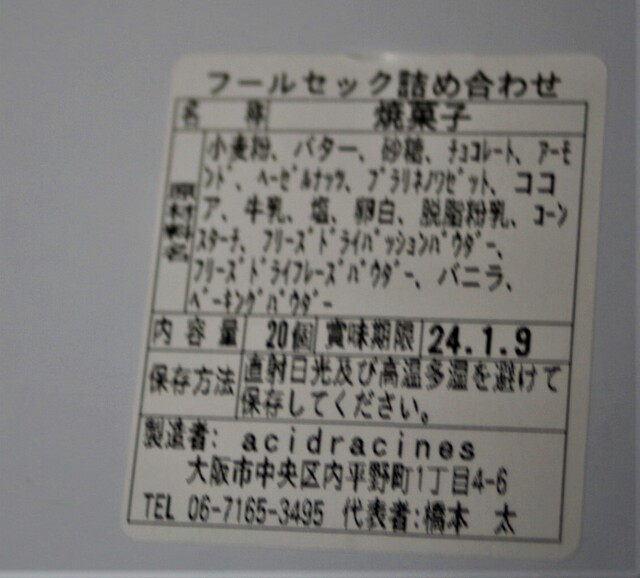 フールセック詰め合わせ
名 称 焼菓子
原材料名 小麦粉、バター、砂糖、チョコレート、アーモ
ンド、ヘーゼルナッツ、プラリネノワゼット、ココ
ア、牛乳、塩、卵白、脱脂粉乳、コーン
スターチ、フリーズドライパッションパウダー、
フリーズドライフレーズパウダー、バニラ、
ベーキングパウダー
内容量 20個 賞味期限 24.1.9
保存方法 直射日光及び高温多湿を避けて
保存してください。
製造者: acidracines
大阪市中央区内平野町1丁目4-6
TEL 06-7165-3495 代表者:橋本 太